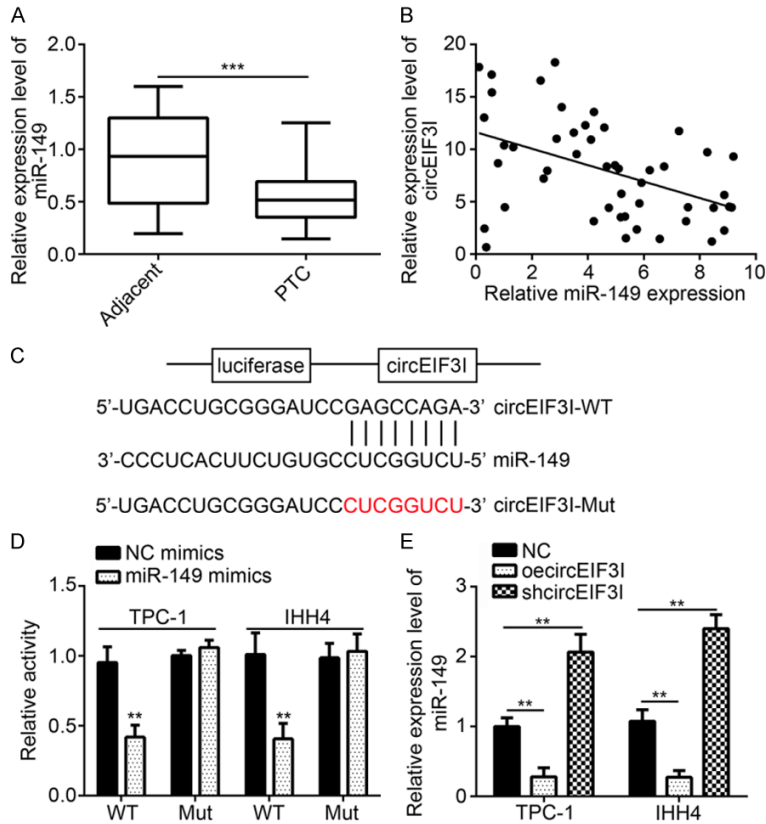 A
Relative expression level of
miR-149
2.0
1.5
1.0
0.5
0.0
***
Adjacent
PTC
B
Relative expression level of
circEIF3I
20
15
10
5
0
0
2
4
6
8
10
Relative miR-149 expression
C
luciferase
circEIF3I
5’-UGACCUGCGGGAUCCGAGCCAGA-3’ circEIF3I-WT
3’-CCCUCACUUCUGUGCCUCGGUCU-5’ miR-149
5’-UGACCUGCGGGAUCCCUCGGUCU-3’ circEIF3I-Mut
D
NC mimics
miR-149 mimics
Relative activity
1.5
1.0
0.5
0.0
TPC-1
IHH4
**
**
WT
Mut
WT
Mut
E
NC
oecircEIF3I
shcircEIF3I
Relative expression level of
miR-149
3
2
1
0
**
**
**
**
TPC-1
IHH4